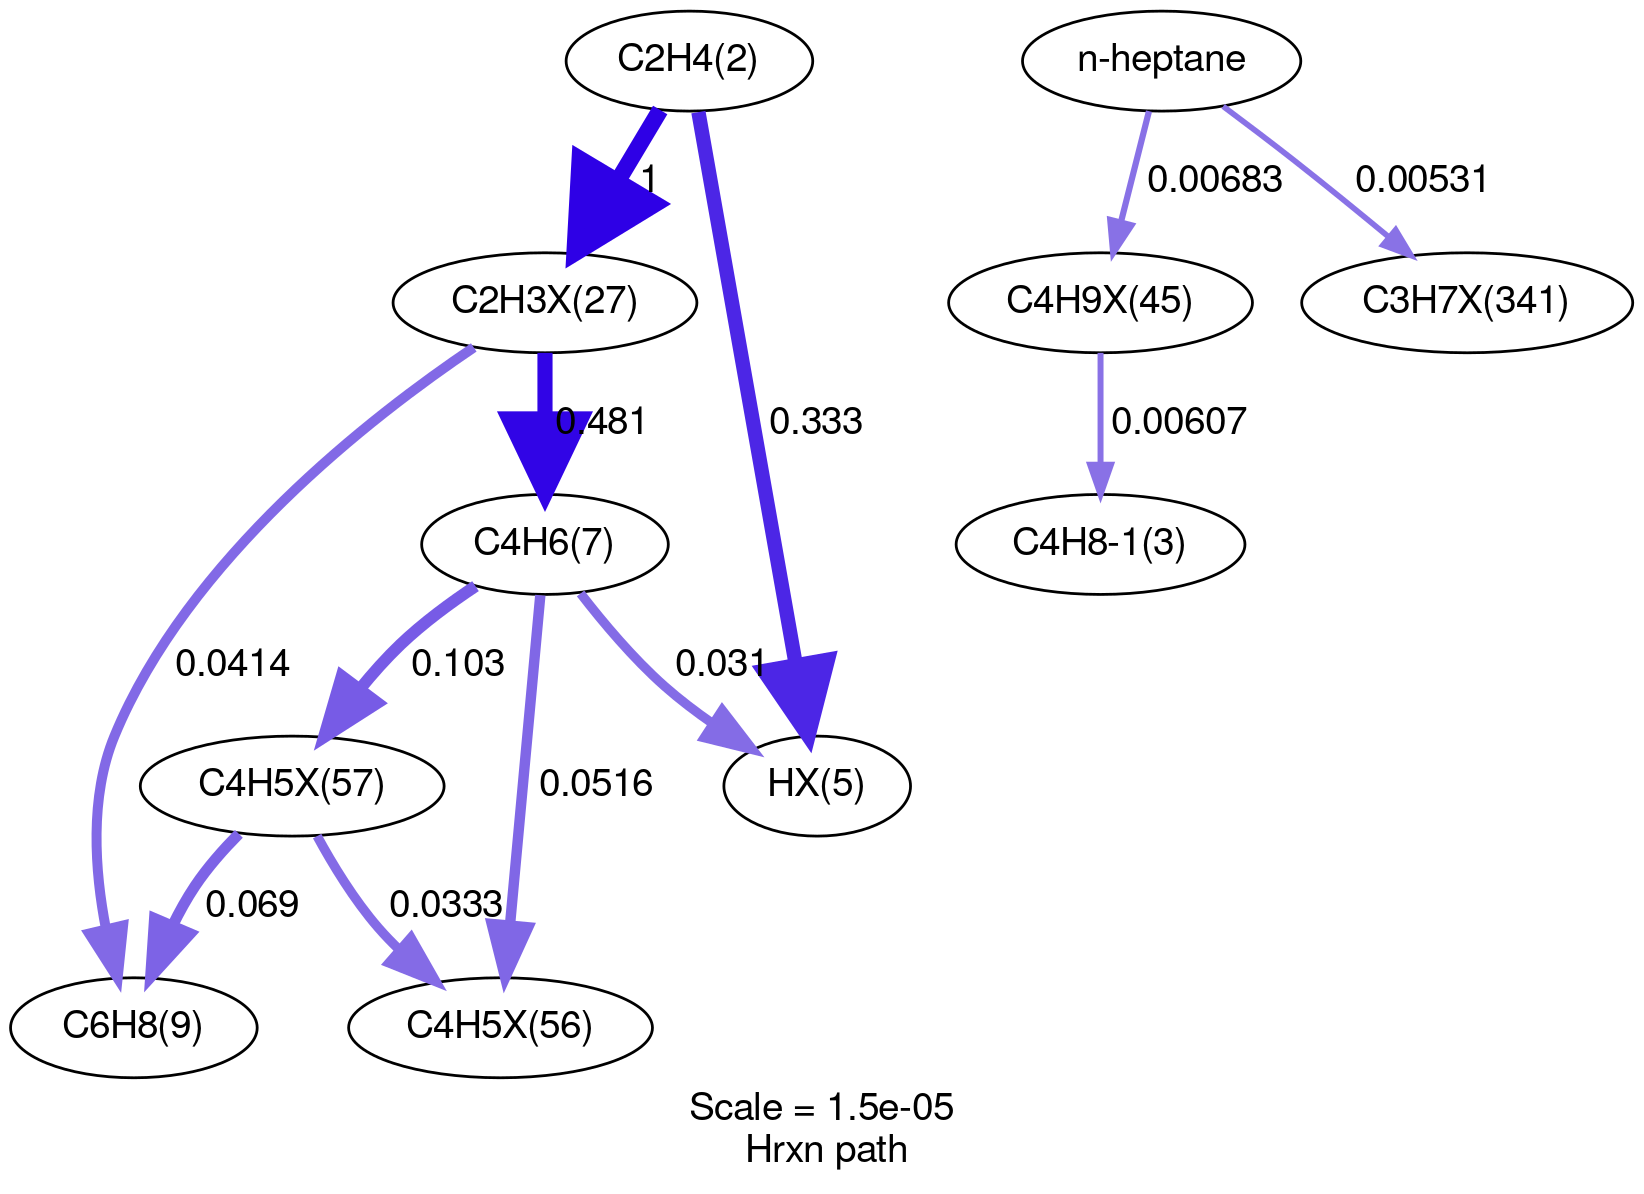 C2H4(2)
n-heptane
1
0.00683
0.00531
C2H3X(27)
C4H9X(45)
C3H7X(341)
0.481
0.333
0.00607
C4H6(7)
C4H8-1(3)
0.0414
0.103
0.031
C4H5X(57)
0.0516
HX(5)
0.069
0.0333
C6H8(9)
C4H5X(56)
Scale = 1.5e-05
Hrxn path